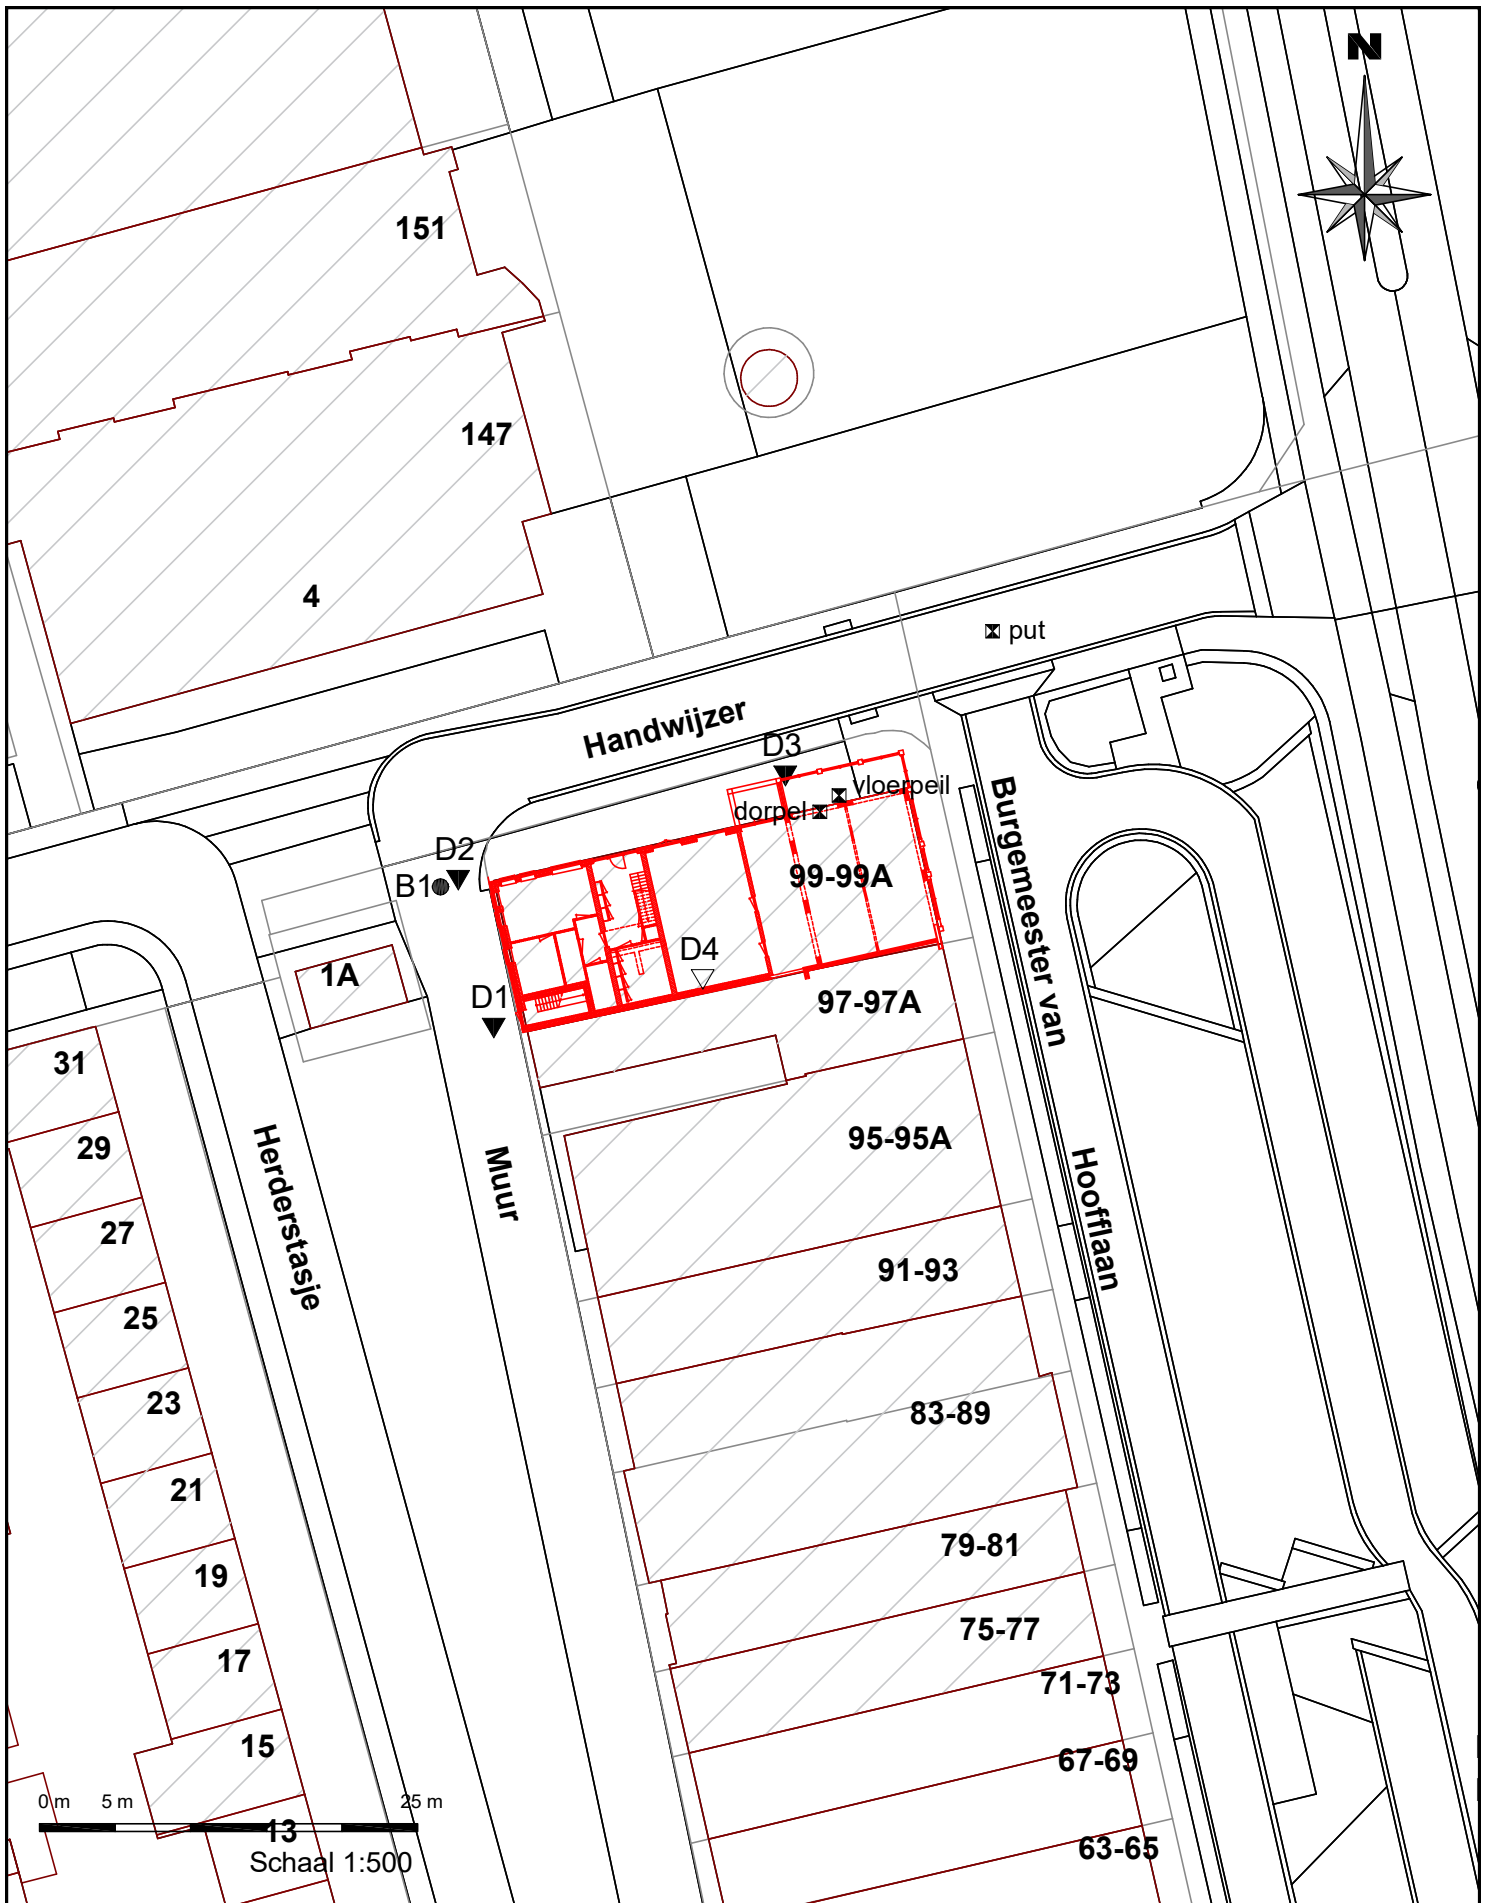 N
151
147
4
put
Handwijzer
D3
vloerpeil
dorpel
D2
B1
99-99A
Burgemeester van
Hoofflaan
D4
1A
D1
97-97A
31
29
27
25
23
21
19
17
15
13
Herderstasje
Muur
95-95A
91-93
83-89
79-81
75-77
71-73
67-69
63-65
0 m 5 m 25 m
Schaal 1:500